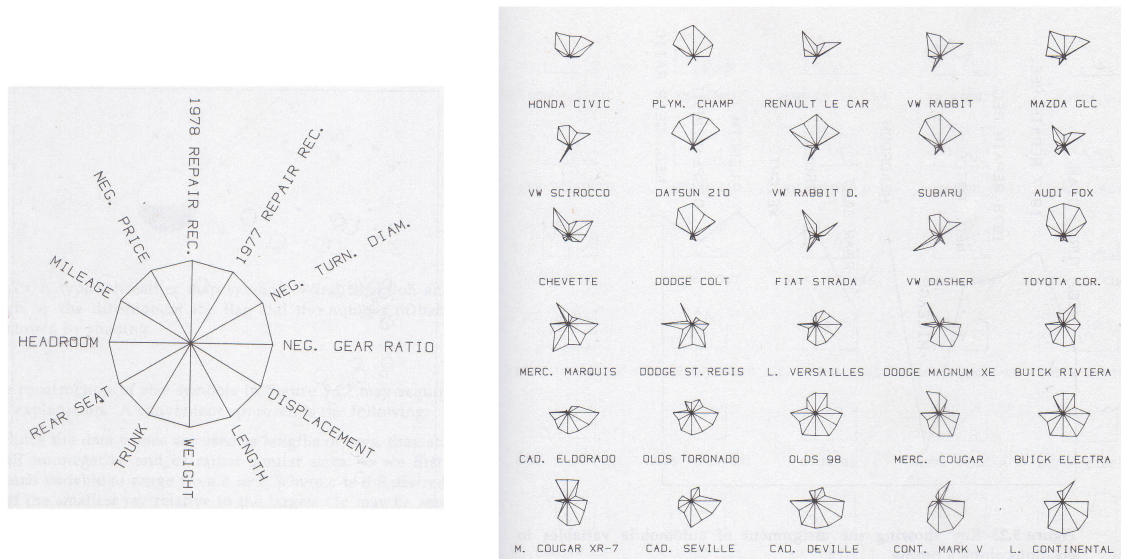 1978 REPAIR REC.
1977 REPAIR REC.
NEG. PRICE
NEG. TURN. DIAM.
MILEAGE
HEADROOM
NEG. GEAR RATIO
REAR SEAT
DISPLACEMENT
TRUNK
WEIGHT
LENGTH
HONDA CIVIC PLYM. CHAMP RENAULT LE CAR VW RABBIT MAZDA GLC
VW SCIROCCO DATSUN 210 VW RABBIT D. SUBARU AUDI FOX
CHEVETTE DODGE COLT FIAT STRADA VW DASHER TOYOTA COR.
MERC. MARQUIS DODGE ST. REGIS L. VERSAILLES DODGE MAGNUM XE BUICK RIVIERA
CAD. ELDORADO OLDS TORONADO OLDS 98 MERC. COUGAR BUICK ELECTRA
M. COUGAR XR-7 CAD. SEVILLE CAD. DEVILLE CONT. MARK V L. CONTINENTAL